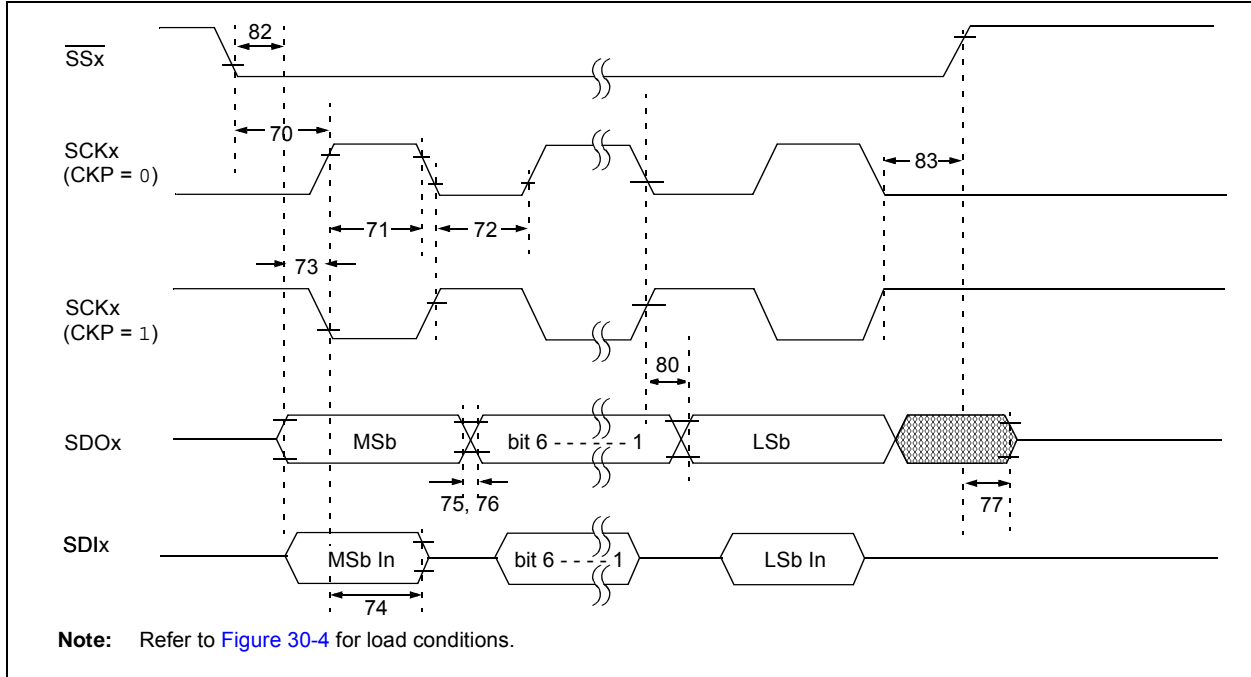 82
SSx
70
SCKx
(CKP = 0)
83
71
72
73
SCKx
(CKP = 1)
80
SDOx
MSb
bit 6 - - - - - - 1
LSb
75, 76
77
SDIx
MSb In
bit 6 - - - - 1
LSb In
74
Note: Refer to Figure 30-4 for load conditions.